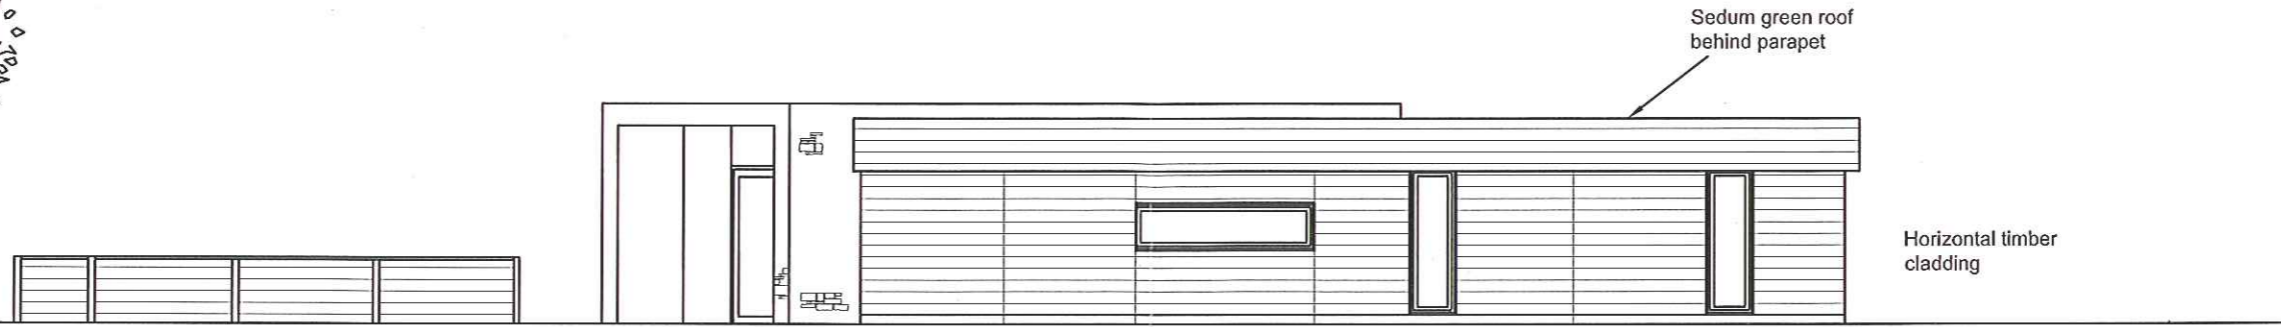 Sedum green roof
behind parapet
Horizontal timber
cladding